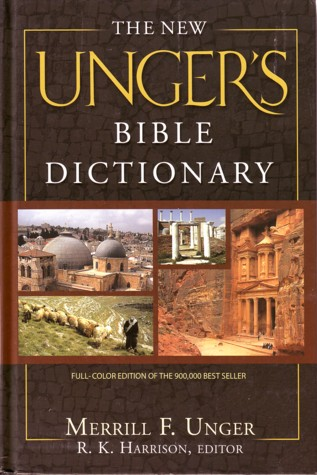 THE NEW
UNGER'S
BIBLE
DICTIONARY
FULL-COLOR EDITION OF THE 900,000 BEST SELLER
MERRILL F. UNGER
R. K. HARRISON, EDITOR